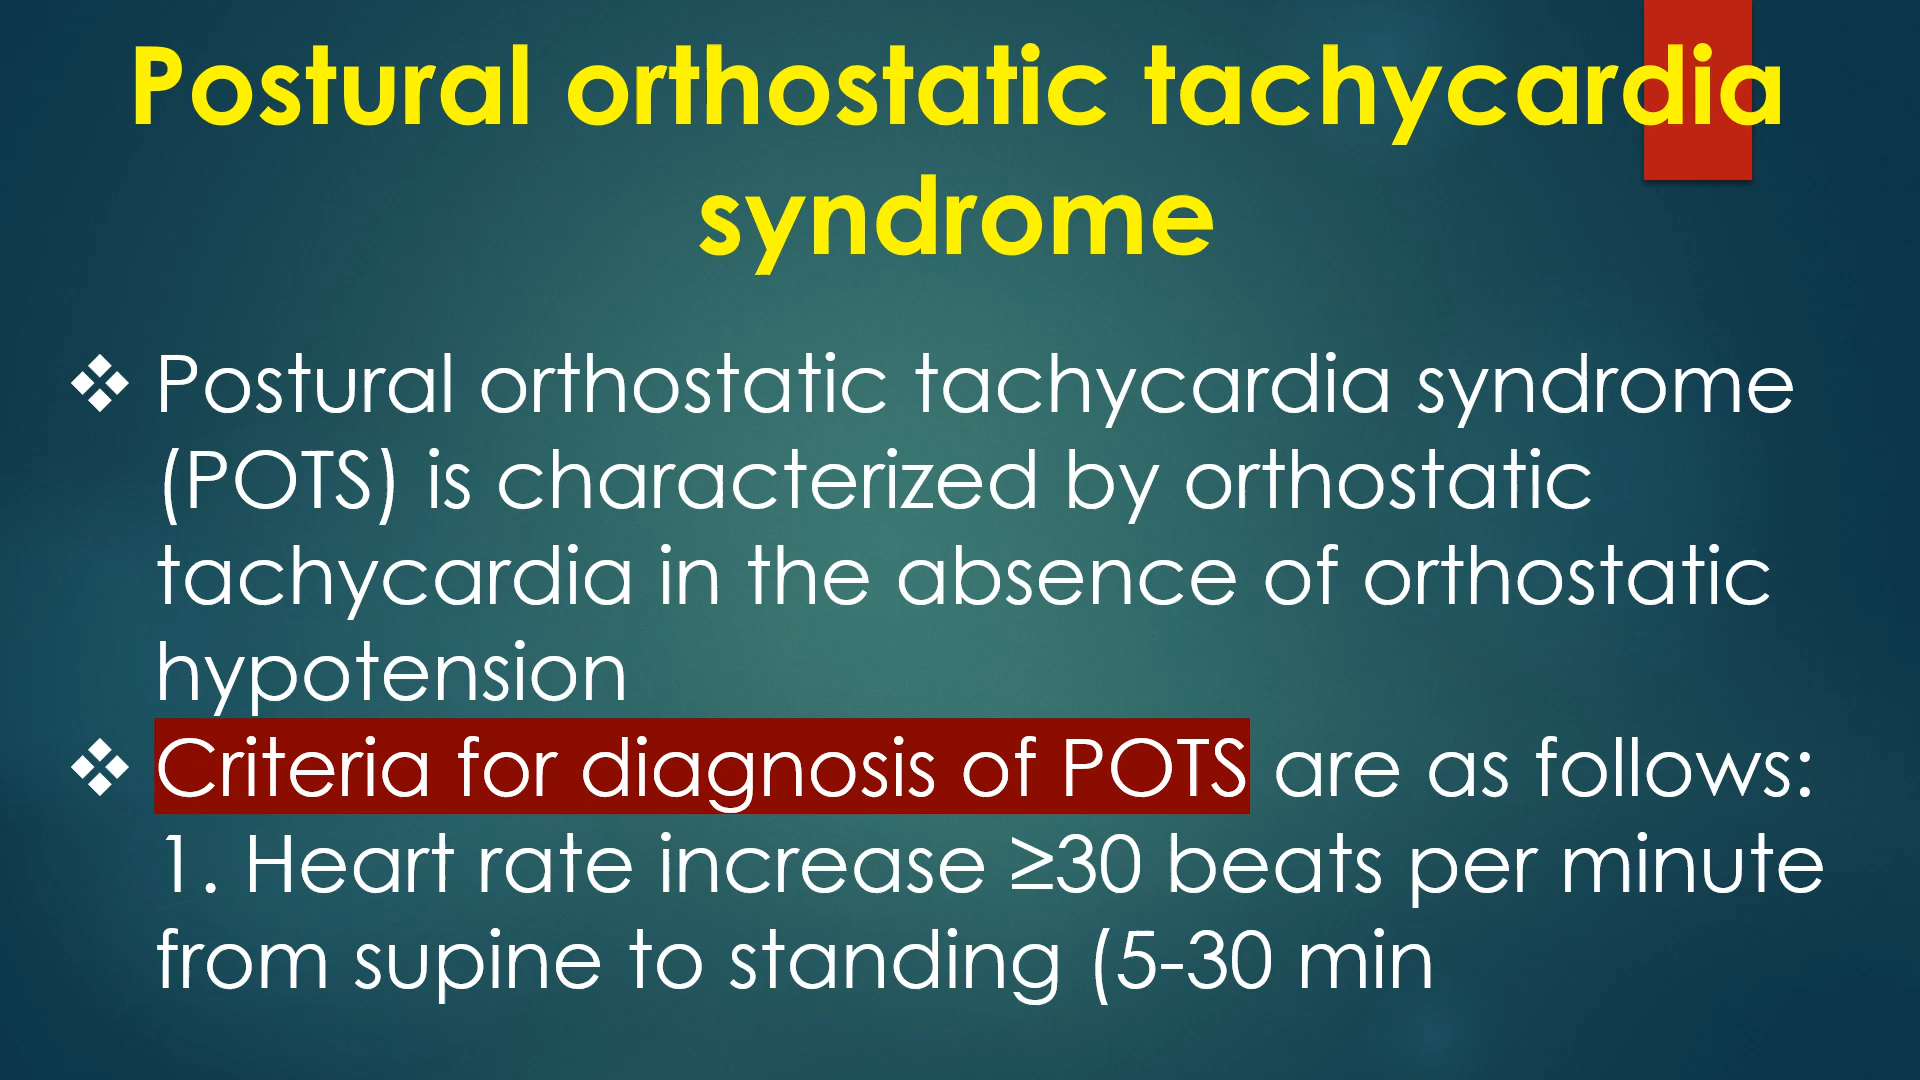 Postural orthostatic tachycardia
syndrome
❖ Postural orthostatic tachycardia syndrome
(POTS) is characterized by orthostatic
tachycardia in the absence of orthostatic
hypotension
❖ Criteria for diagnosis of POTS are as follows:
1. Heart rate increase ≥30 beats per minute
from supine to standing (5-30 min